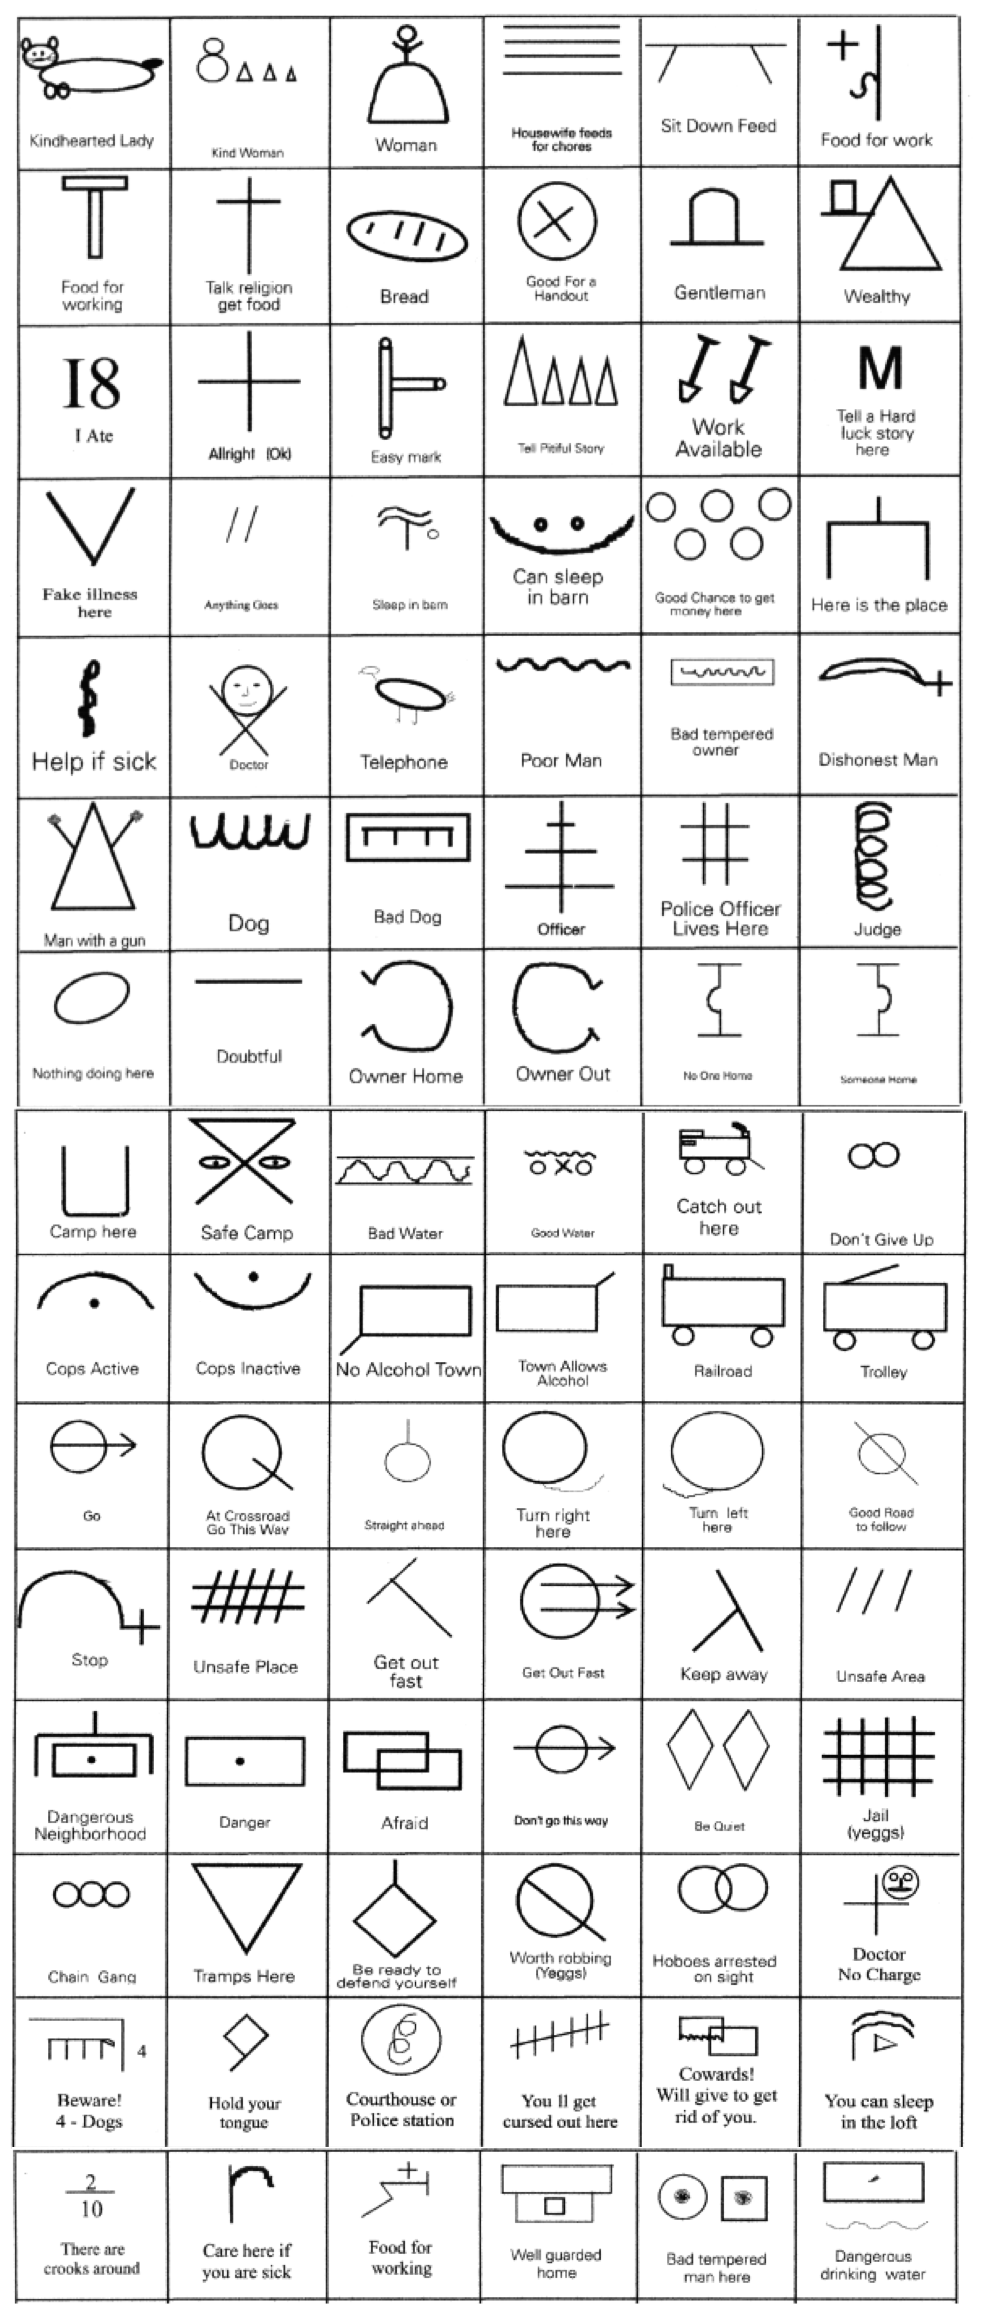 Kindhearted Lady
Kind Woman
Woman
Housewife feeds
for chores
Sit Down Feed
Food for work
Food for
working
Talk religion
get food
Bread
Good For a
Handout
Gentleman
Wealthy
I8
I Ate
Allright (Ok)
Easy mark
Tell Pitiful Story
Work
Available
M
Tell a Hard
luck story
here
Fake illness
here
Anything Goes
Sleep in barn
Can sleep
in barn
Good Chance to get
money here
Here is the place
Help if sick
Doctor
Telephone
Poor Man
Bad tempered
owner
Dishonest Man
Man with a gun
Dog
Bad Dog
Officer
Police Officer
Lives Here
Judge
Nothing doing here
Doubtful
Owner Home
Owner Out
No One Home
Someone Home
Camp here
Safe Camp
Bad Water
Good Water
Catch out
here
Don't Give Up
Cops Active
Cops Inactive
No Alcohol Town
Town Allows
Alcohol
Railroad
Trolley
Go
At Crossroad
Go This Way
Straight ahead
Turn right
here
Turn left
here
Good Road
to follow
Stop
Unsafe Place
Get out
fast
Get Out Fast
Keep away
Unsafe Area
Dangerous
Neighborhood
Danger
Afraid
Don't go this way
Be Quiet
Jail
(yeggs)
Chain Gang
Tramps Here
Be ready to
defend yourself
Worth robbing
(Yeggs)
Hoboes arrested
on sight
Doctor
No Charge
4
Beware!
4 - Dogs
Hold your
tongue
Courthouse or
Police station
You ll get
cursed out here
Cowards!
Will give to get
rid of you.
You can sleep
in the loft
2
10
There are
crooks around
Care here if
you are sick
Food for
working
Well guarded
home
Bad tempered
man here
Dangerous
drinking water